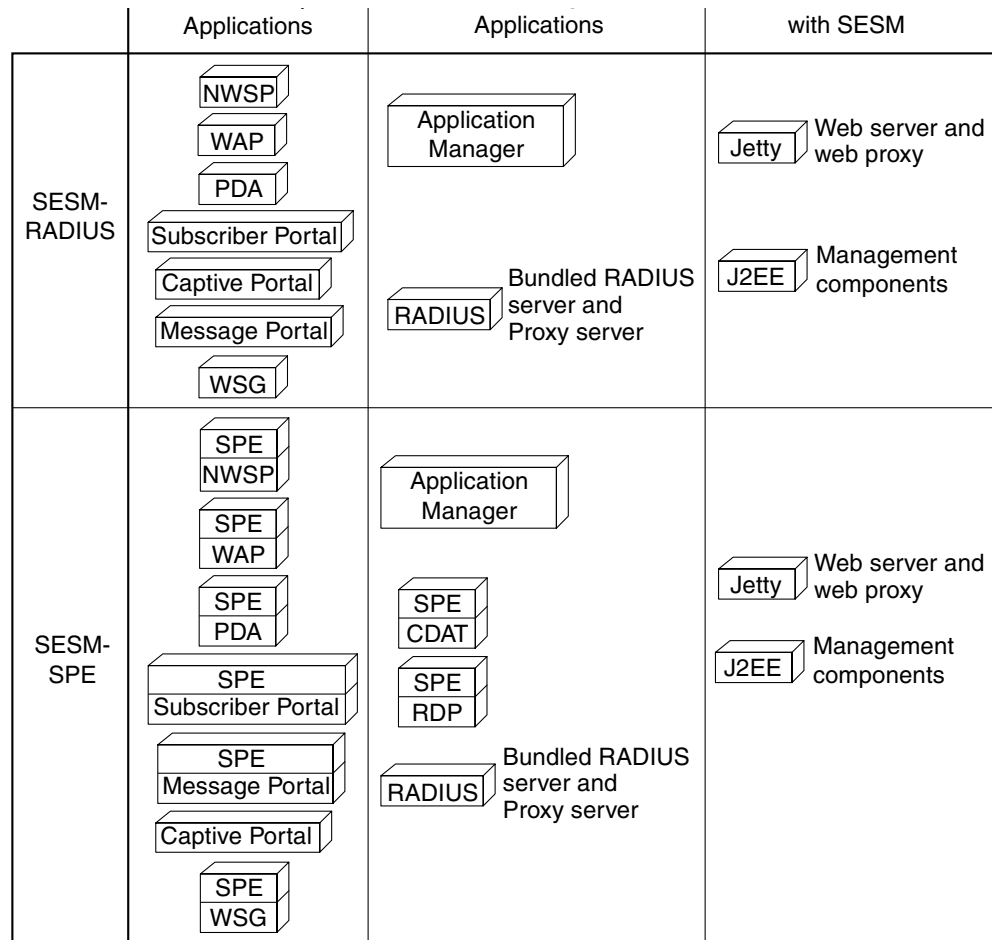 Applications
Applications
with SESM
SESM-
RADIUS
NWSP
WAP
PDA
Subscriber Portal
Captive Portal
Message Portal
WSG
Application
Manager
RADIUS
Bundled RADIUS
server and
Proxy server
Jetty
Web server and
web proxy
J2EE
Management
components
SESM-
SPE
SPE
NWSP
SPE
WAP
SPE
PDA
SPE
Subscriber Portal
SPE
Message Portal
Captive Portal
SPE
WSG
Application
Manager
SPE
CDAT
SPE
RDP
RADIUS
Bundled RADIUS
server and
Proxy server
Jetty
Web server and
web proxy
J2EE
Management
components